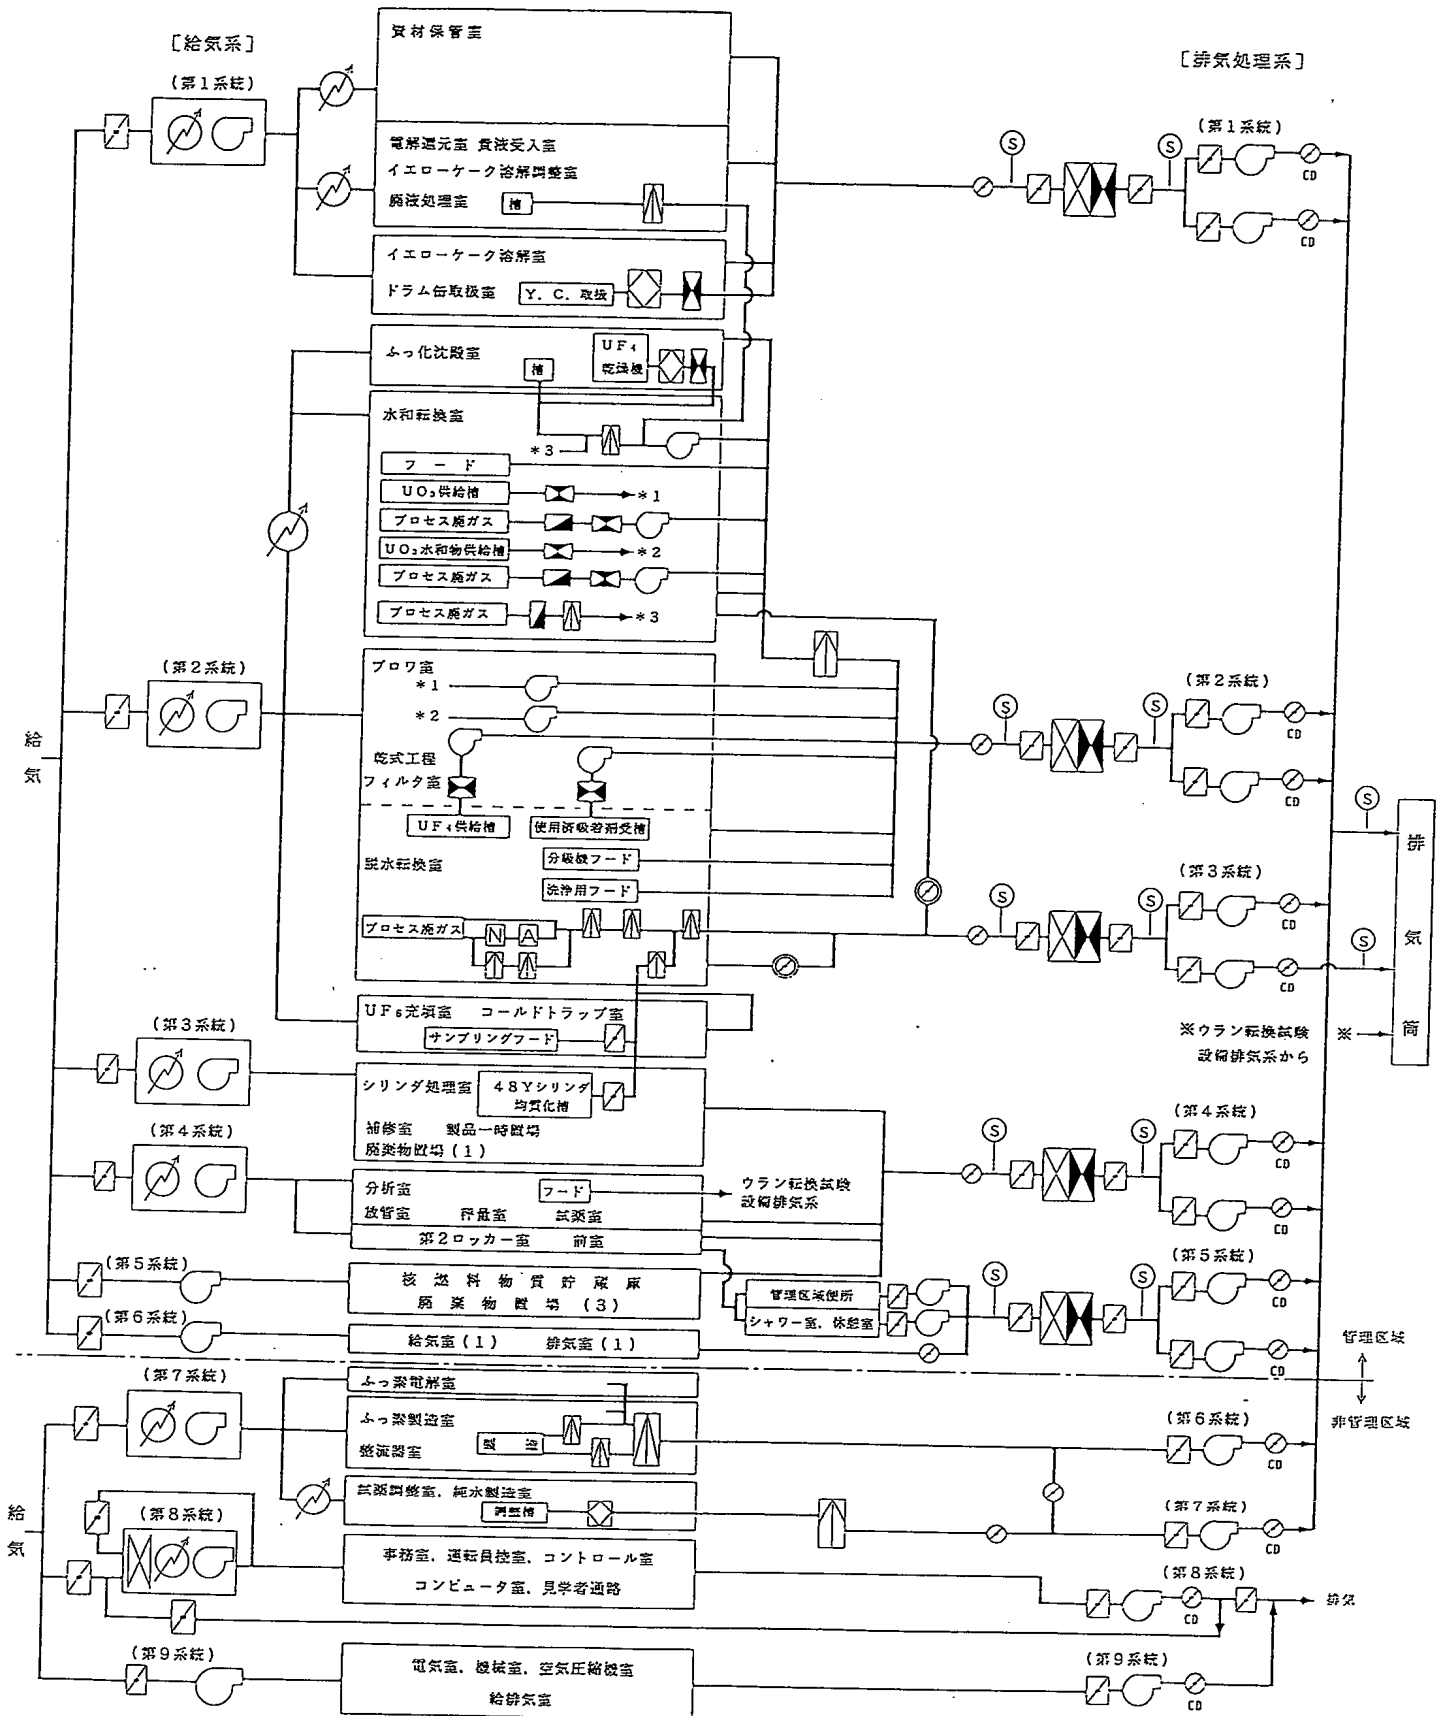 [給気系]
[排気処理系]
(第1系統)
資材保管室
電解還元室 貴液受入室
イエローケーク溶解調整室
廃液処理室 槽
イエローケーク溶解室
ドラム缶取扱室 Y.C.取扱
(第1系統)
S S
CD
CD
ふっ化沈殿室
槽
UF₄
乾燥機
水和転換室
*3
フード
UO₃供給槽 *1
プロセス廃ガス
UO₃水和物供給槽 *2
プロセス廃ガス
プロセス廃ガス *3
(第2系統)
給
気
ブロワ室
*1
*2
乾式工程
フィルタ室
UF₄供給槽 使用済吸着剤受槽
脱水転換室
分級機フード
洗浄用フード
プロセス廃ガス N A
(第2系統)
S S
CD
CD
(第3系統)
S S
CD
CD
S
S
排
気
筒
※ウラン転換試験
設備排気系から
※
UF₆充填室 コールドトラップ室
サンプリングフード
(第3系統)
シリンダ処理室
48Yシリンダ
均質化槽
補修室 製品一時置場
廃棄物置場(1)
(第4系統)
分析室 フード
ウラン転換試験
設備排気系
放管室 秤量室 試薬室
第2ロッカー室 前室
(第4系統)
S S
CD
CD
(第5系統)
核燃料物質貯蔵庫
廃棄物置場(3)
(第6系統)
給気室(1) 排気室(1)
管理区域便所
シャワー室,休憩室
(第5系統)
S S
CD
CD
管理区域
非管理区域
(第7系統)
ふっ素電解室
ふっ素製造室
整流器室 製造
試薬調整室,純水製造室
調整槽
(第6系統)
CD
(第7系統)
CD
給
気
(第8系統)
事務室,運転員控室,コントロール室
コンピュータ室,見学者通路
(第8系統)
CD
排気
(第9系統)
電気室,機械室,空気圧縮機室
給排気室
(第9系統)
CD